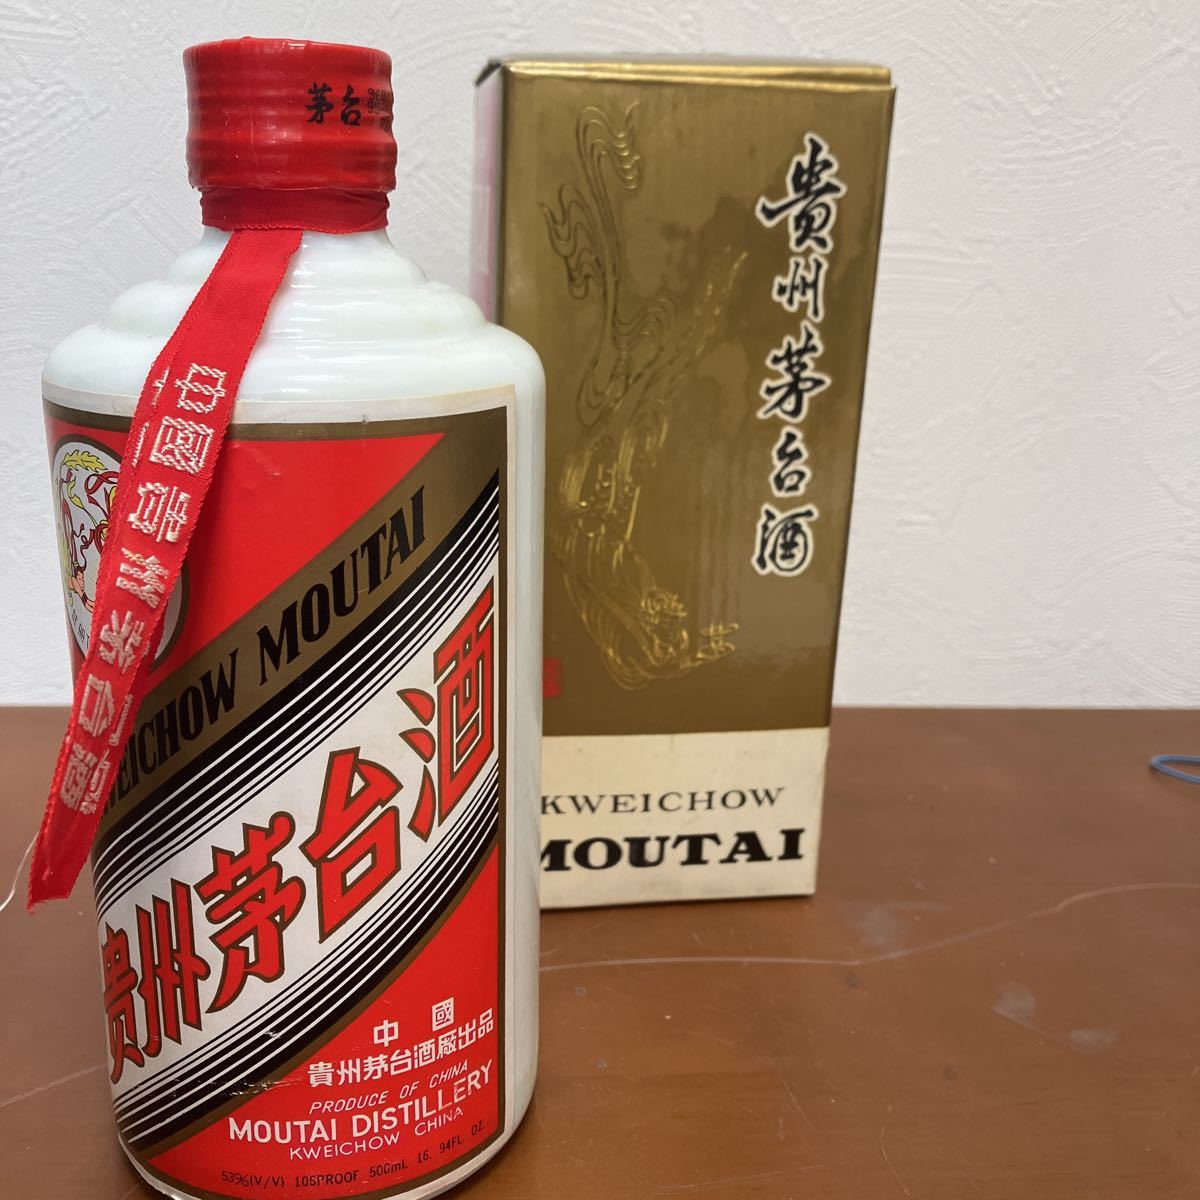 茅台
中國貴州茅台酒
KWEICHOW MOUTAI
贵州茅台酒
中國
貴州茅台酒廠出品
PRODUCE OF CHINA
MOUTAI DISTILLERY
KWEICHOW CHINA
53%(V/V) 106PROOF 500mL 16. 94FL. OZ.
貴州茅台酒
KWEICHOW
MOUTAI